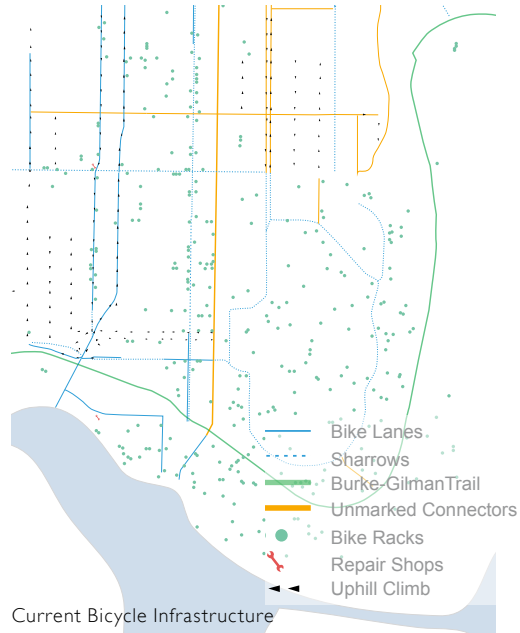 Bike Lanes
Sharrows
Burke-GilmanTrail
Unmarked Connectors
Bike Racks
Repair Shops
Uphill Climb
Current Bicycle Infrastructure